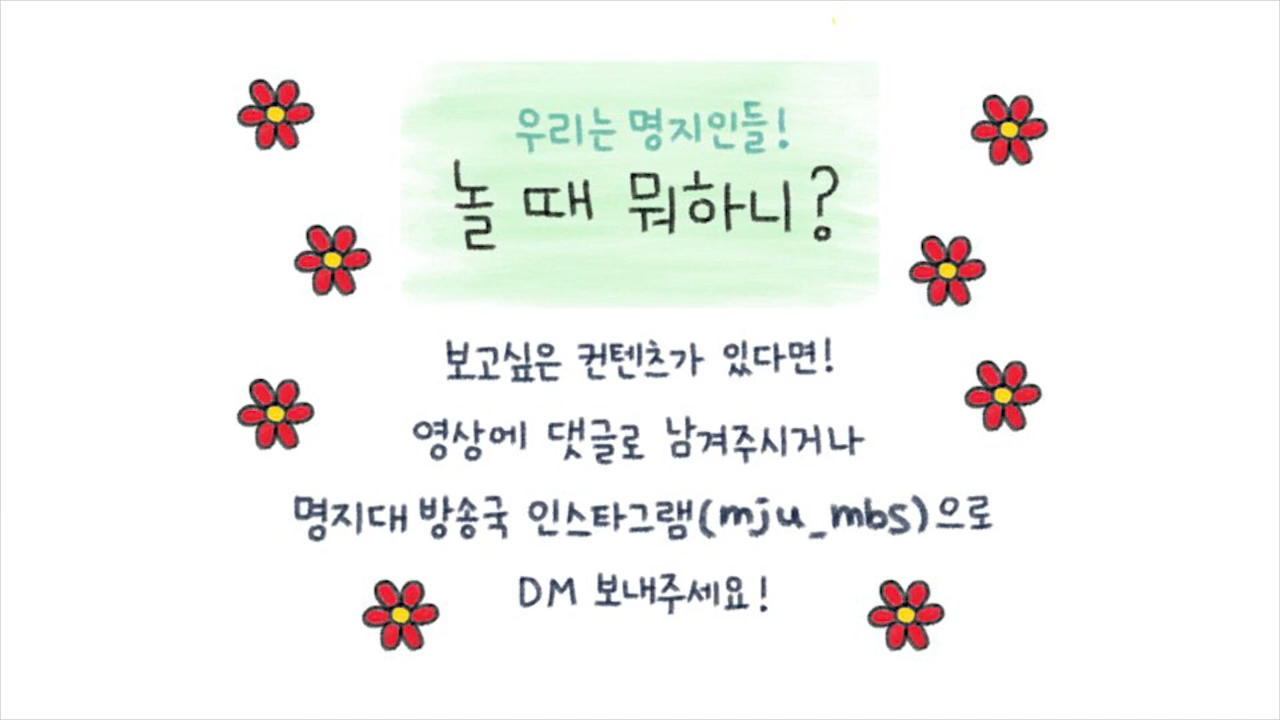 우리는 명지인들!
놀 때 뭐하니?
보고싶은 컨텐츠가 있다면!
영상에 댓글로 남겨주시거나
명지대 방송국 인스타그램(mju_mbs)으로
DM 보내주세요!